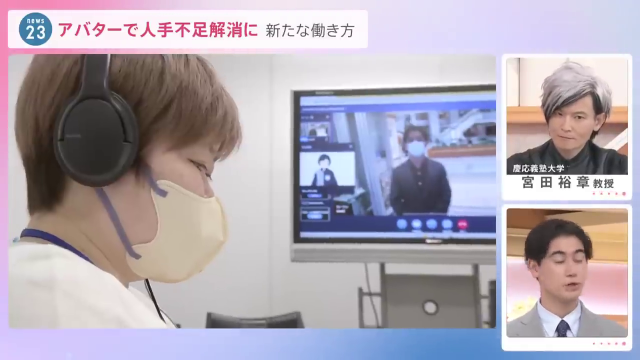 news
23
アバターで人手不足解消に 新たな働き方
慶応義塾大学
宮田裕章教授